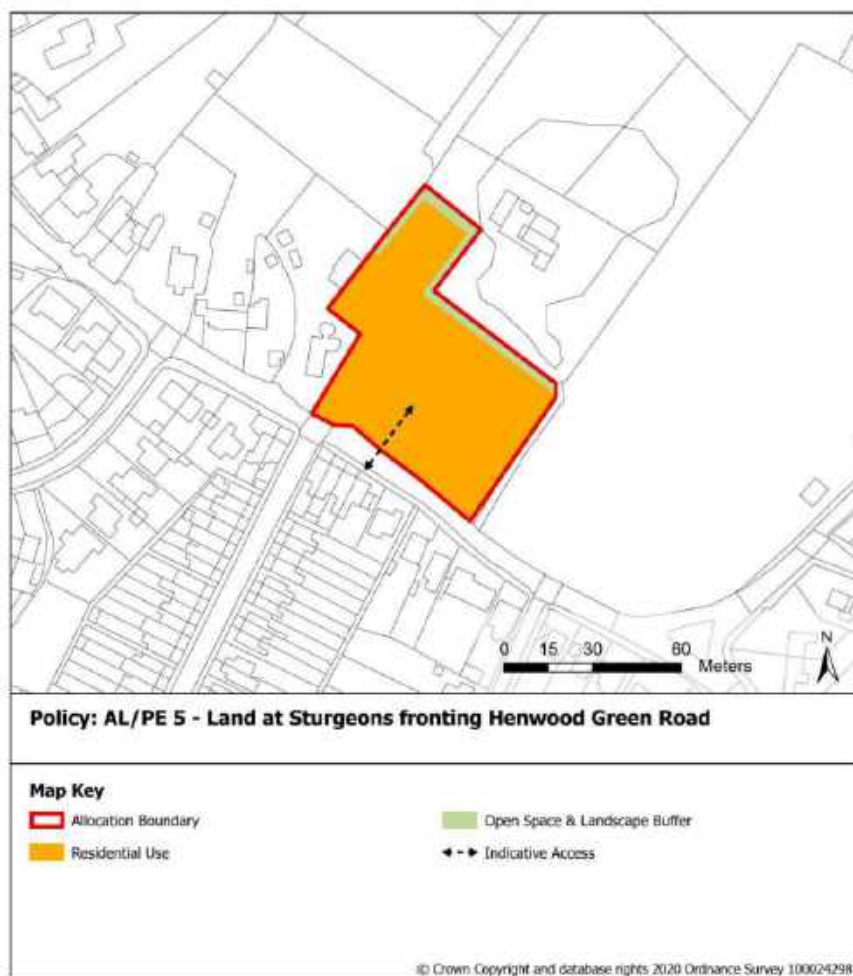 0 15 30 60
Meters
N
Policy: AL/PE 5 - Land at Sturgeons fronting Henwood Green Road
Map Key
Allocation Boundary
Open Space & Landscape Buffer
Residential Use
Indicative Access
© Crown Copyright and database rights 2020 Ordnance Survey 100024298